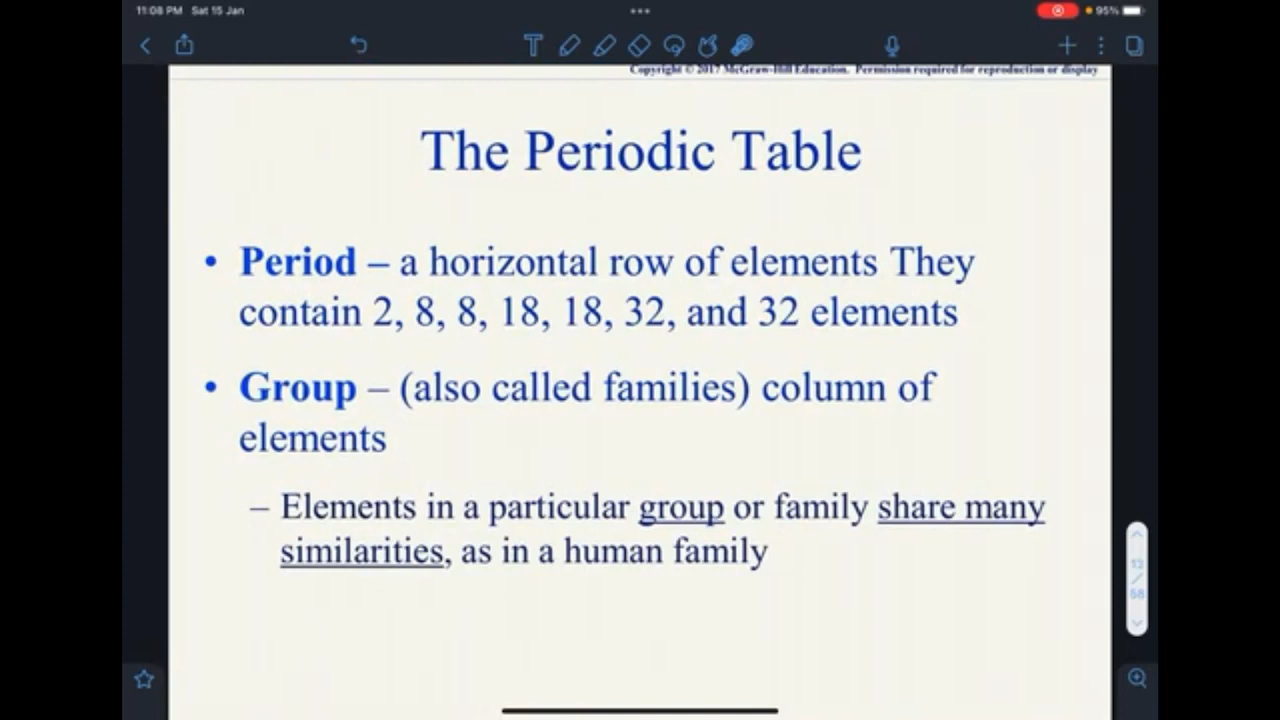 11:08 PM Sat 15 Jan
95%
Copyright © 2017 McGraw-Hill Education. Permission required for reproduction or display
The Periodic Table
• Period – a horizontal row of elements They
contain 2, 8, 8, 18, 18, 32, and 32 elements
• Group – (also called families) column of
elements
– Elements in a particular group or family share many
similarities, as in a human family
13
/
58